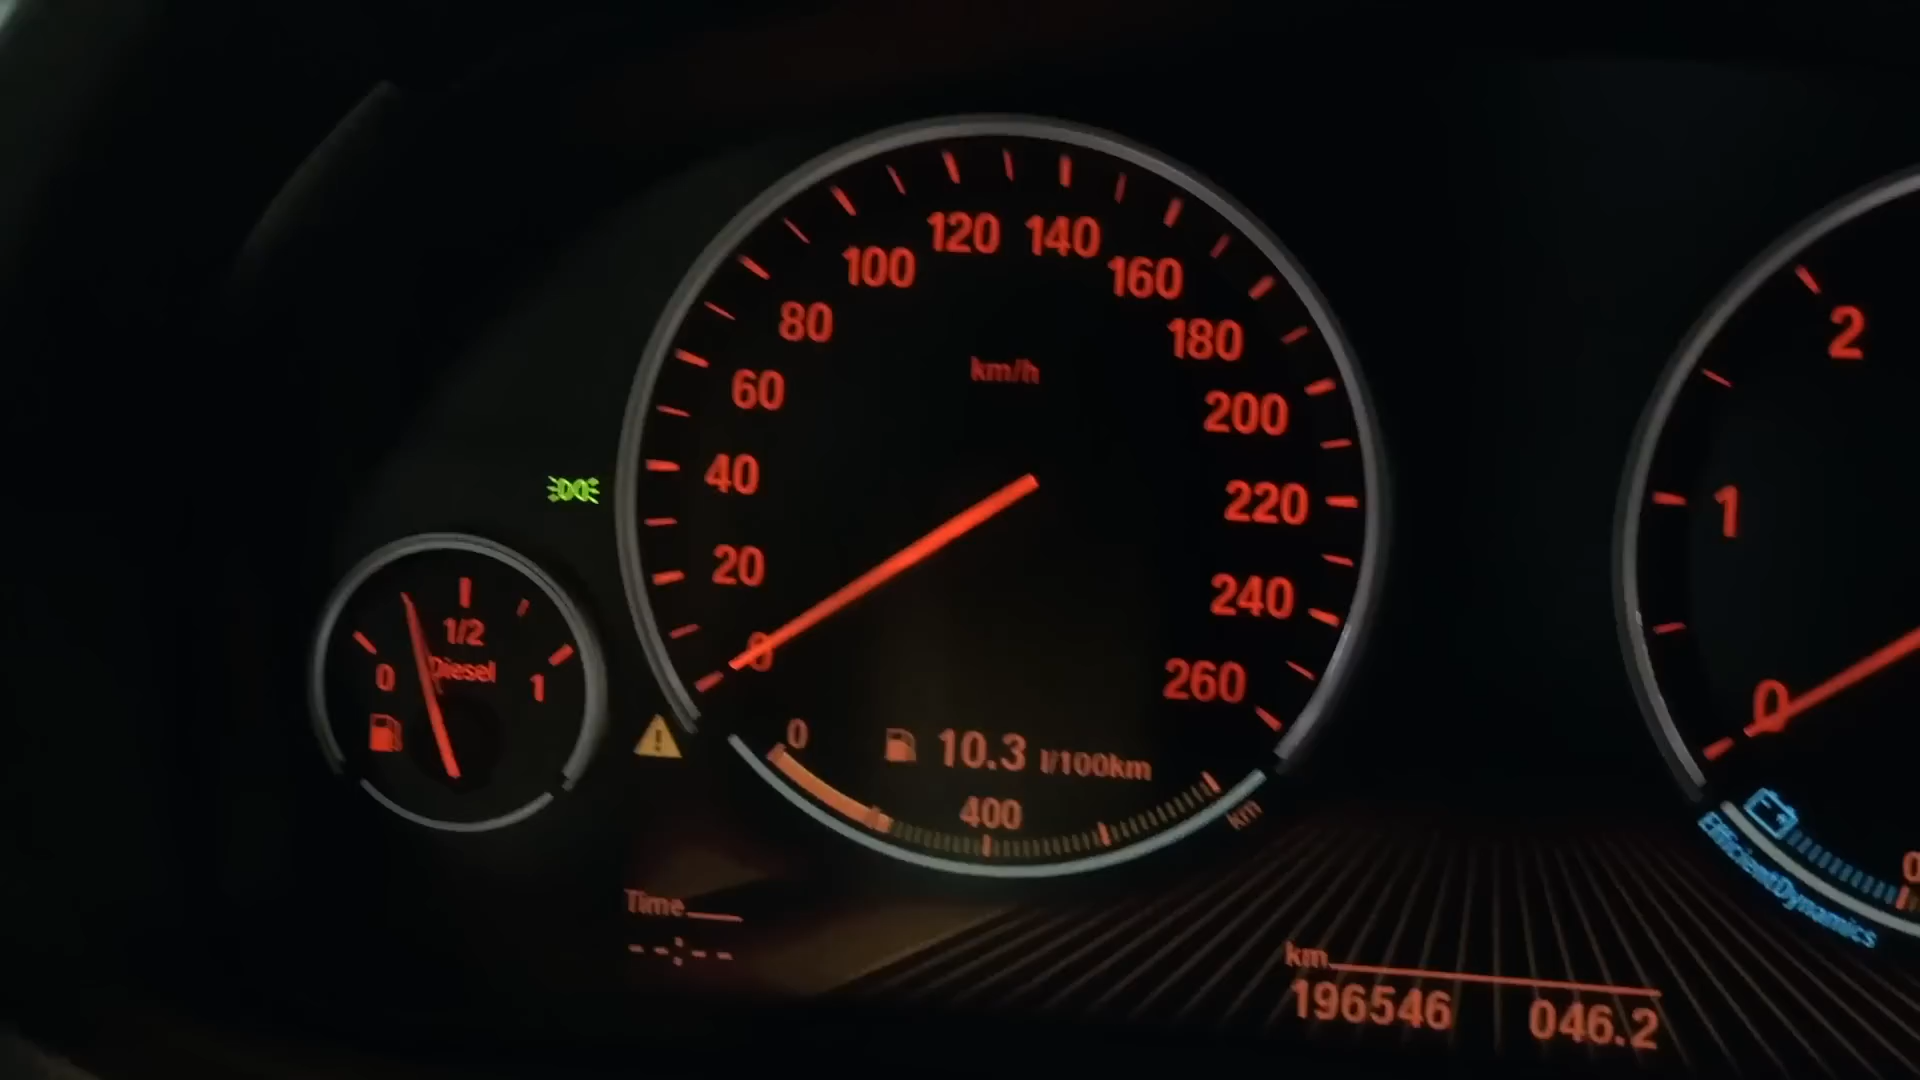 120 140
100 160
80 180
60 200
km/h
40 220
20 240
0 260
0 1/2 1
Diesel
0 400 km
10.3 l/100km
2
1
0
0
EfficientDynamics
Time
--:--
km
196546 046.2